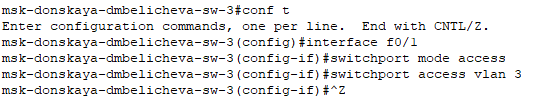 msk-donskaya-dmbelicheva-sw-3#conf t
Enter configuration commands, one per line.  End with CNTL/Z.
msk-donskaya-dmbelicheva-sw-3(config)#interface f0/1
msk-donskaya-dmbelicheva-sw-3(config-if)#switchport mode access
msk-donskaya-dmbelicheva-sw-3(config-if)#switchport access vlan 3
msk-donskaya-dmbelicheva-sw-3(config-if)#^Z